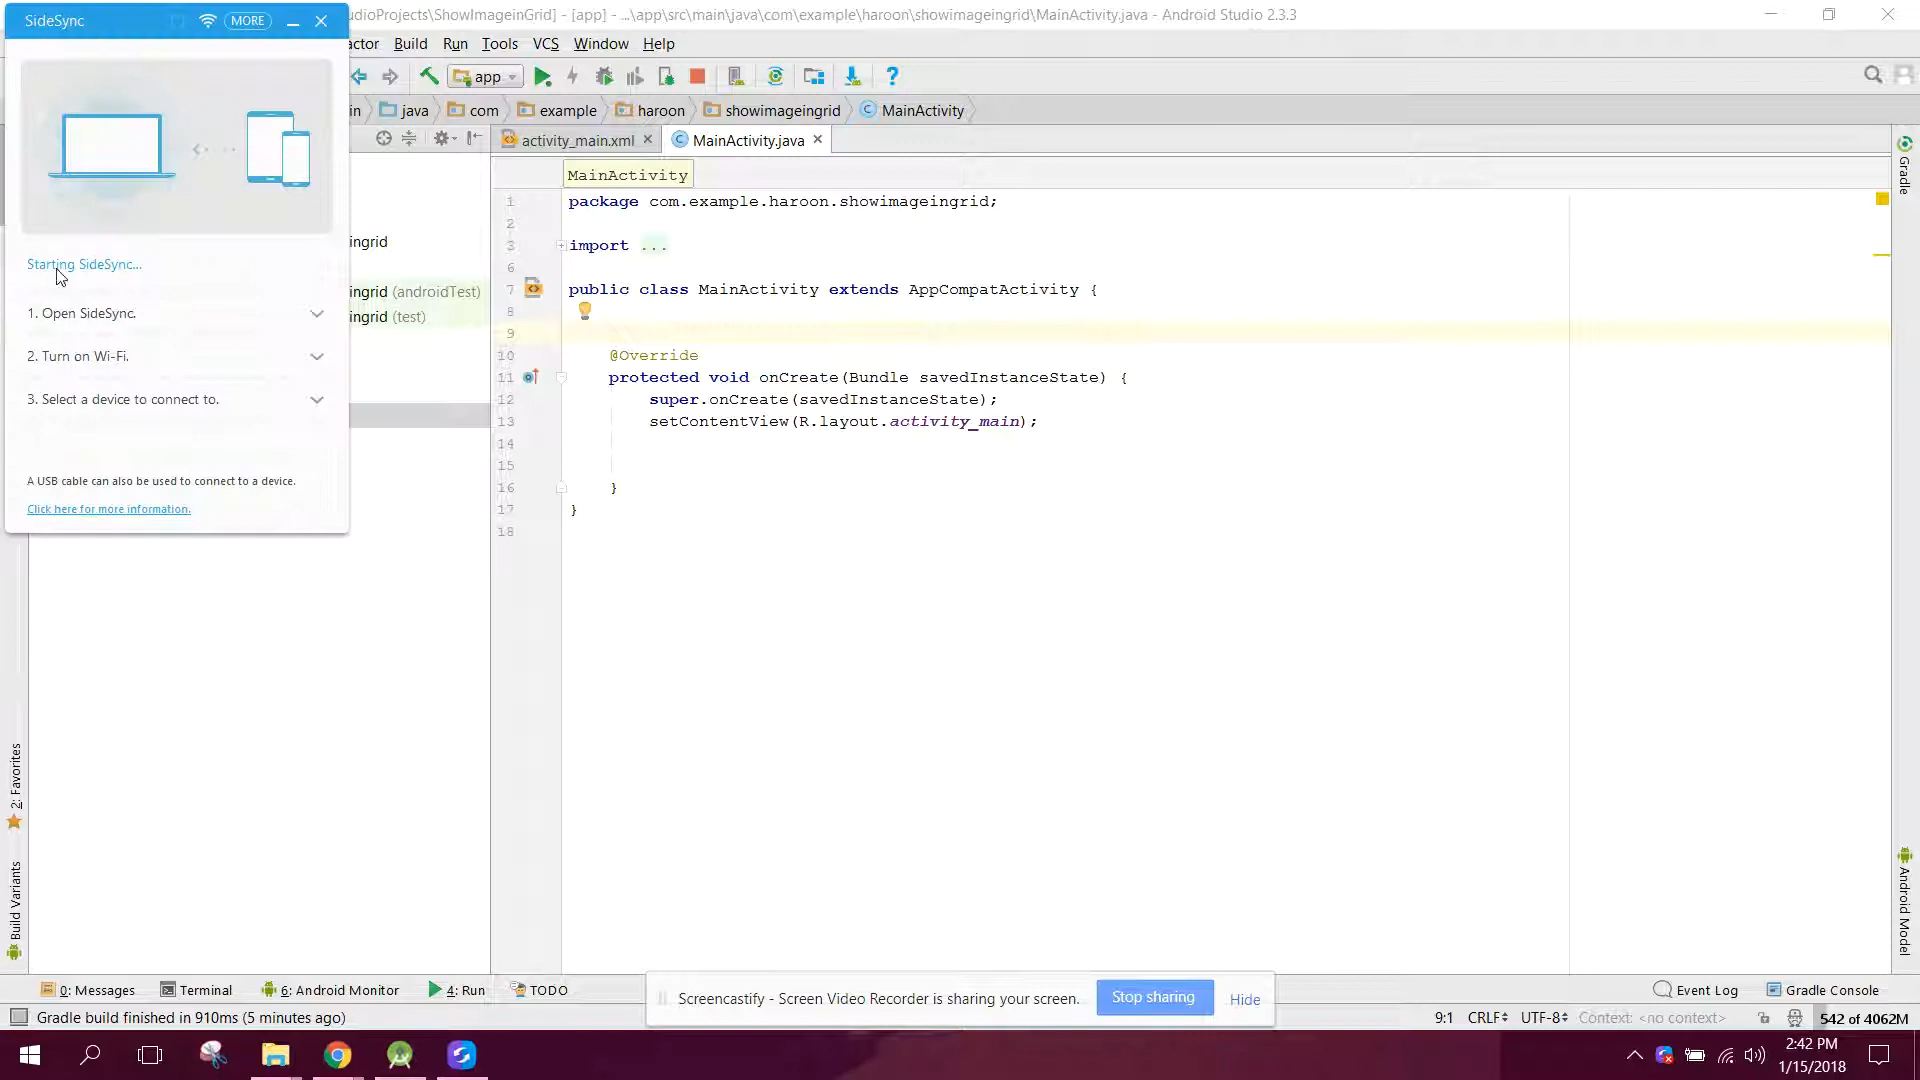 SideSync MORE
udioProjects\ShowImageinGrid] - [app] - ...\app\src\main\java\com\example\haroon\showimageingrid\MainActivity.java - Android Studio 2.3.3
actor Build Run Tools VCS Window Help
app
in java com example haroon showimageingrid MainActivity
activity_main.xml MainActivity.java
MainActivity
1 package com.example.haroon.showimageingrid;
2
3 import ...
6
7 public class MainActivity extends AppCompatActivity {
8
9
10 @Override
11 protected void onCreate(Bundle savedInstanceState) {
12 super.onCreate(savedInstanceState);
13 setContentView(R.layout.activity_main);
14
15
16 }
17 }
18
Starting SideSync...
1. Open SideSync.
2. Turn on Wi-Fi.
3. Select a device to connect to.
A USB cable can also be used to connect to a device.
Click here for more information.
ingrid
ingrid (androidTest)
ingrid (test)
2: Favorites
Build Variants
Gradle
Android Model
0: Messages Terminal 6: Android Monitor 4: Run TODO
Screencastify - Screen Video Recorder is sharing your screen. Stop sharing Hide
Event Log Gradle Console
Gradle build finished in 910ms (5 minutes ago)
9:1 CRLF UTF-8 Context: <no context> 542 of 4062M
2:42 PM
1/15/2018